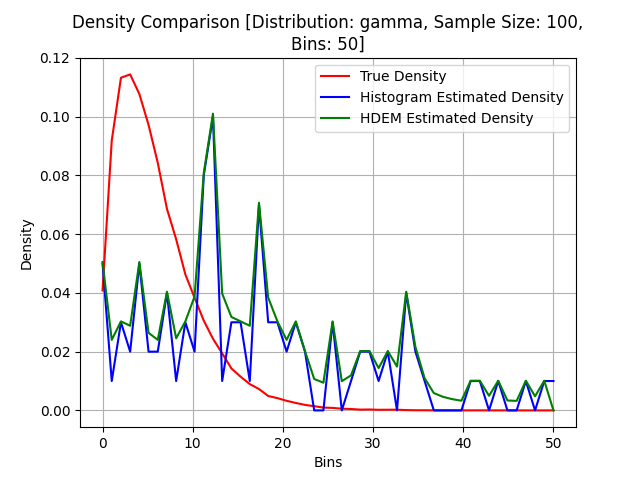 Density Comparison [Distribution: gamma, Sample Size: 100,
Bins: 50]
True Density
Histogram Estimated Density
HDEM Estimated Density
Density
0.12
0.10
0.08
0.06
0.04
0.02
0.00
0 10 20 30 40 50
Bins